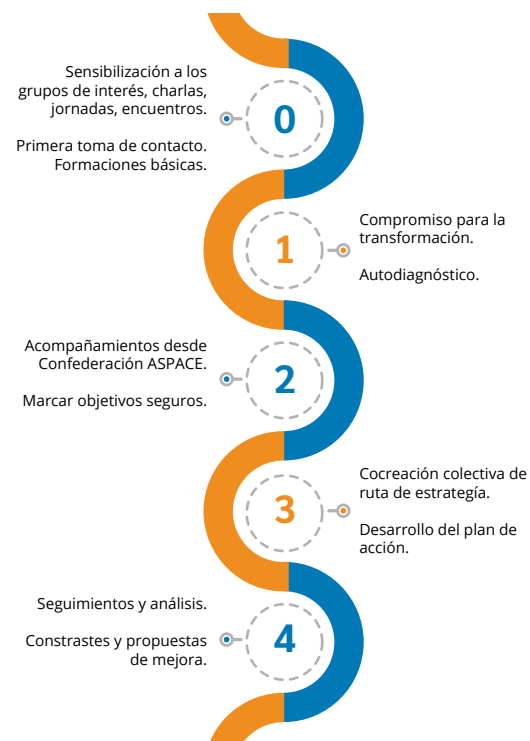 Sensibilización a los
grupos de interés, charlas,
jornadas, encuentros.
Primera toma de contacto.
Formaciones básicas.
0
Compromiso para la
transformación.
Autodiagnóstico.
1
Acompañamientos desde
Confederación ASPACE.
Marcar objetivos seguros.
2
Cocreación colectiva de
ruta de estrategía.
Desarrollo del plan de
acción.
3
Seguimientos y análisis.
Constrastes y propuestas
de mejora.
4